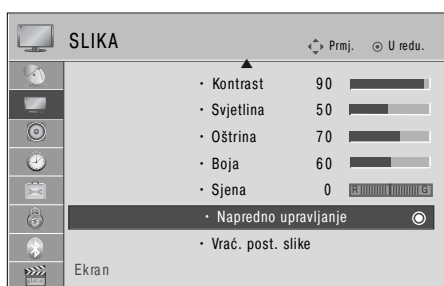 SLIKA Prmj. U redu.
• Kontrast 90
• Svjetlina 50
• Oštrina 70
• Boja 60
• Sjena 0 R G
• Napredno upravljanje
• Vrać. post. slike
Ekran